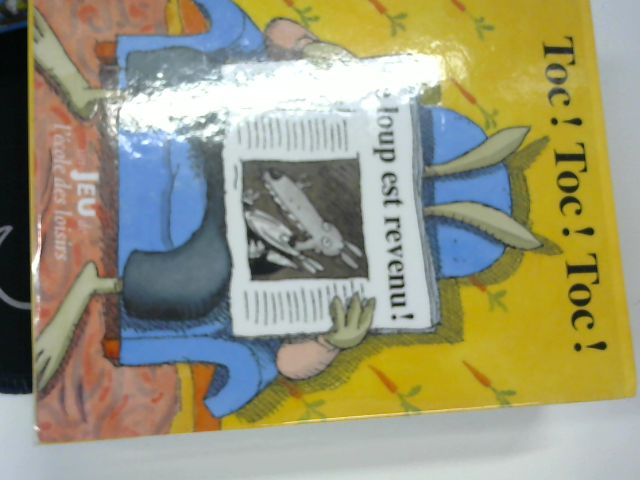 Toc! Toc! Toc!
loup est revenu!
JEU
l'école des loisirs